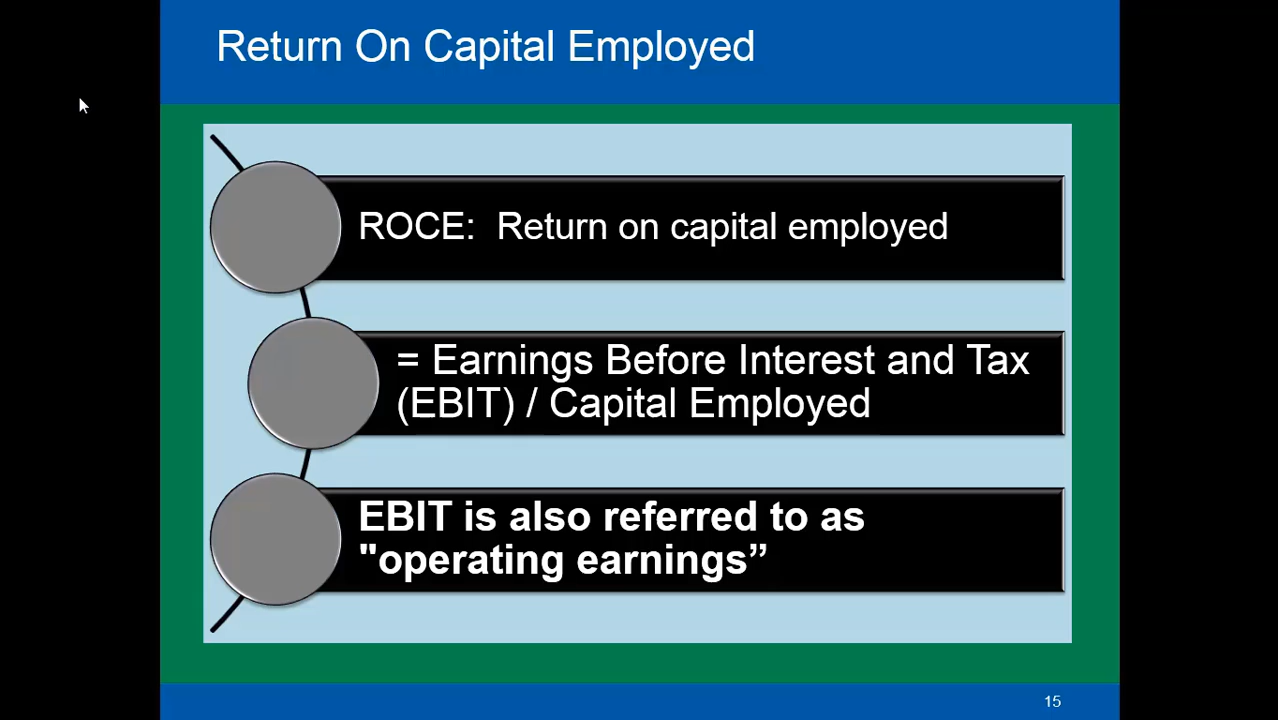 Return On Capital Employed
ROCE:  Return on capital employed
= Earnings Before Interest and Tax
(EBIT) / Capital Employed
EBIT is also referred to as
"operating earnings”
15